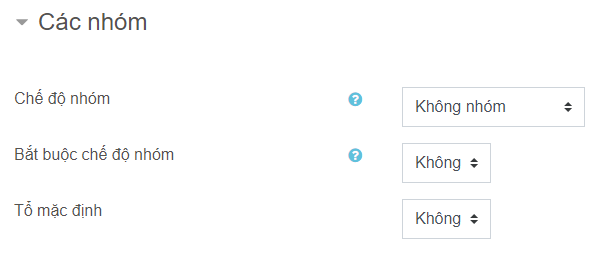 Các nhóm
Chế độ nhóm
Không nhóm
Bắt buộc chế độ nhóm
Không
Tổ mặc định
Không